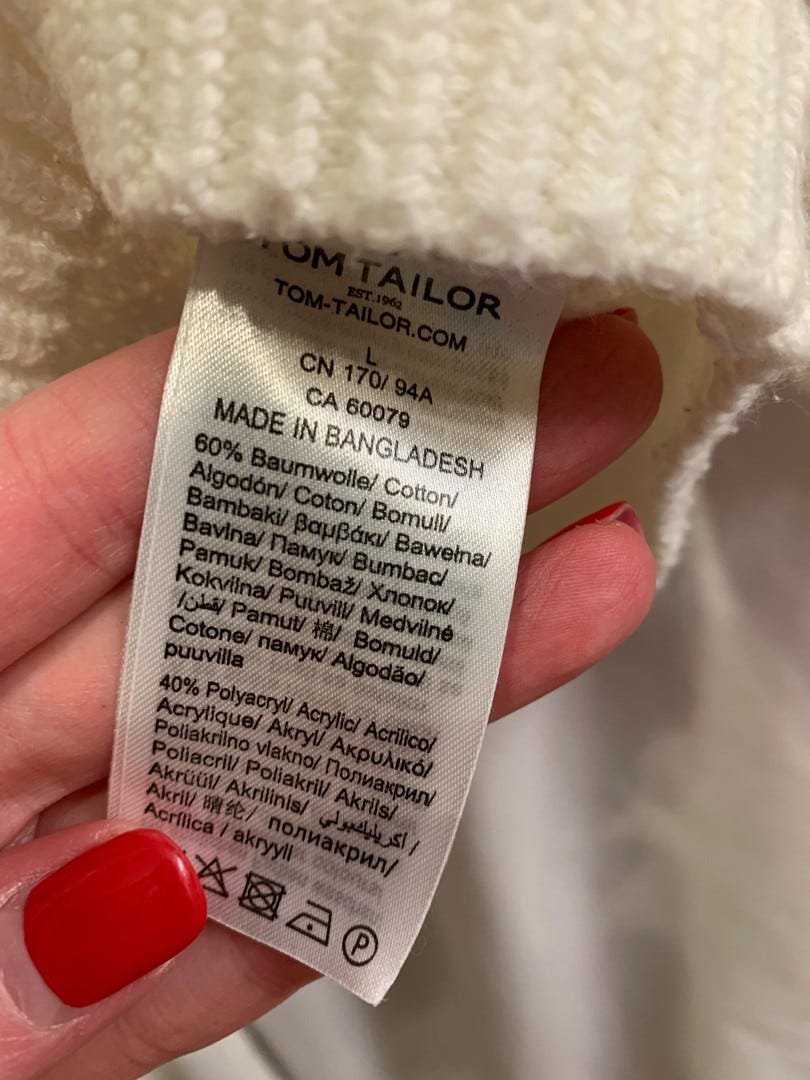 TOM TAILOR
EST. 1962
TOM-TAILOR.COM
L
CN 170/ 94A
CA 60079
MADE IN BANGLADESH
60% Baumwolle/ Cotton/
Algodón/ Coton/ Bomull/
Bambaki/ βαμβάκι/ Bawełna/
Bavlna/ Памук/ Bumbac/
Pamuk/ Bombaž/ Хлопок/
Kokvilna/ Puuvill/ Medvilnė
/قطن/ Pamut/ 棉/ Bomuld/
Cotone/ памук/ Algodão/
puuvilla
40% Polyacryl/ Acrylic/ Acrilico/
Acrylique/ Akryl/ Ακρυλικό/
Poliakrilno vlakno/ Полиакрил/
Poliacril/ Poliakril/ Akrils/
Akrüül/ Akrilinis/ اكريليكبولي /
Akril/ 晴纶/ полиакрил/
Acrílica / akryyli
P